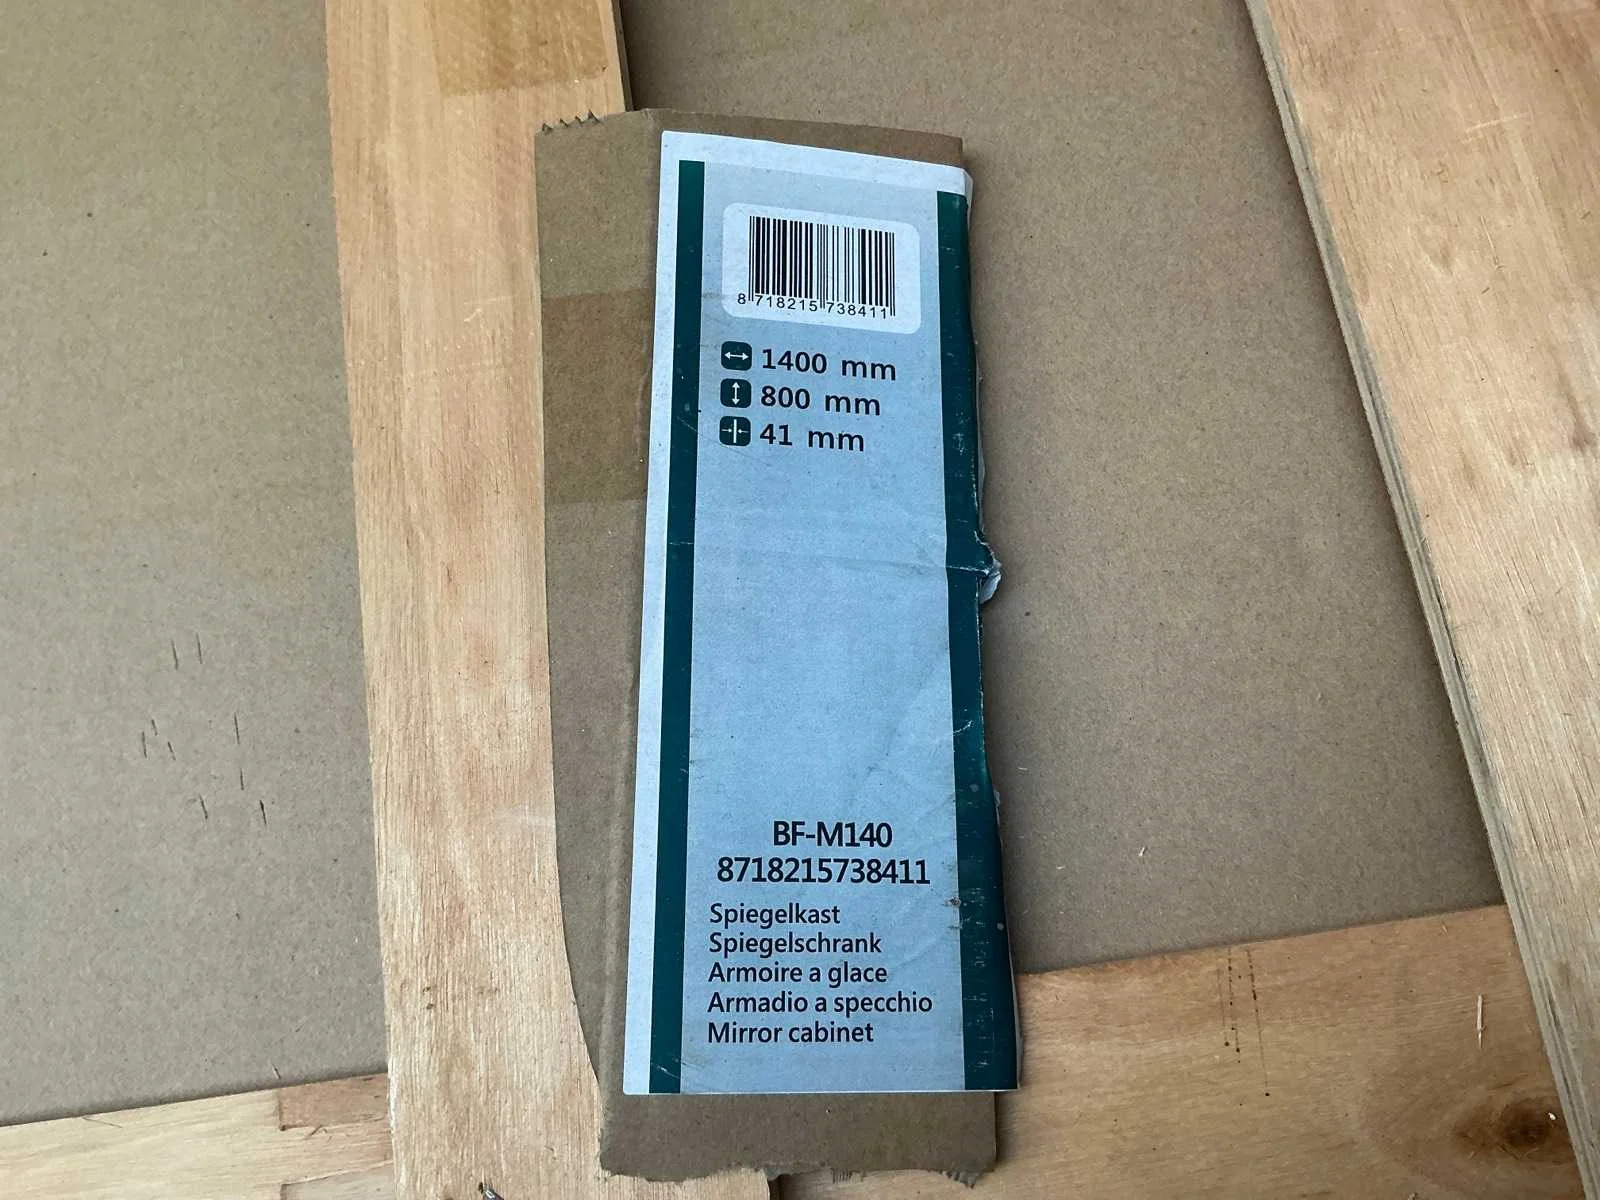 8 718215 738411
1400 mm
800 mm
41 mm
BF-M140
8718215738411
Spiegelkast
Spiegelschrank
Armoire a glace
Armadio a specchio
Mirror cabinet